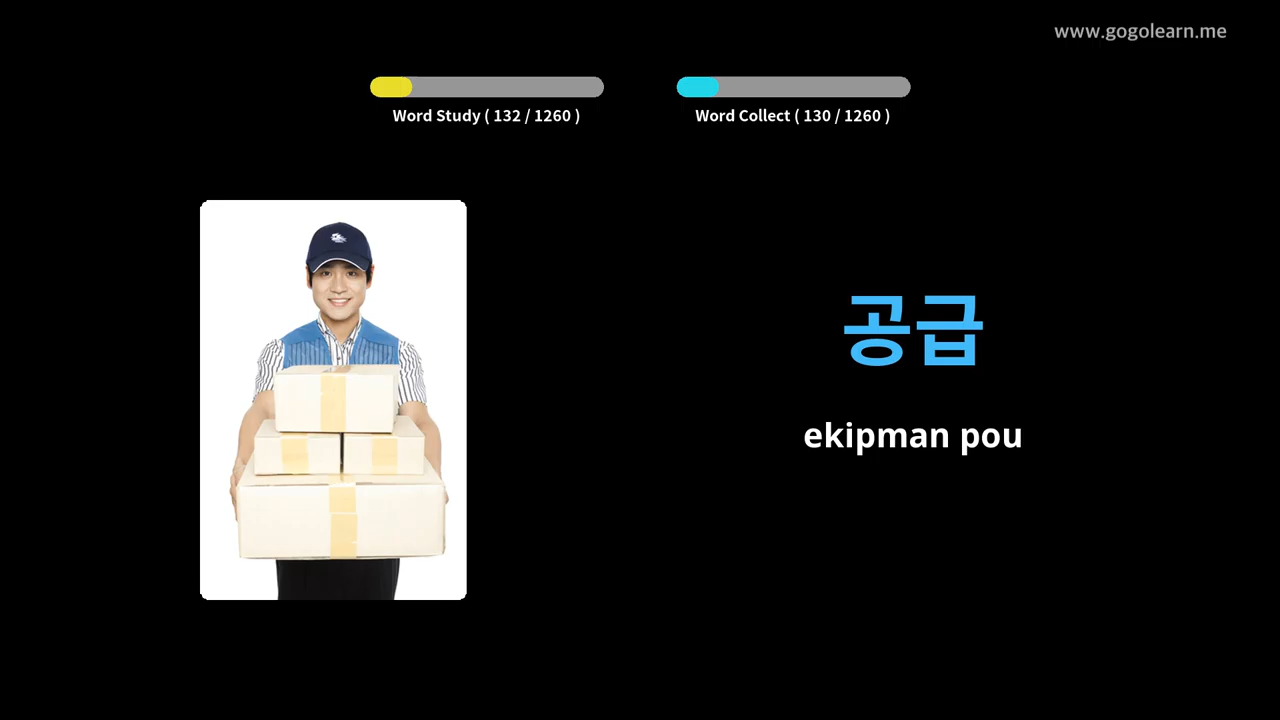 www.gogolearn.me
Word Study ( 132 / 1260 )
Word Collect ( 130 / 1260 )
공급
ekipman pou